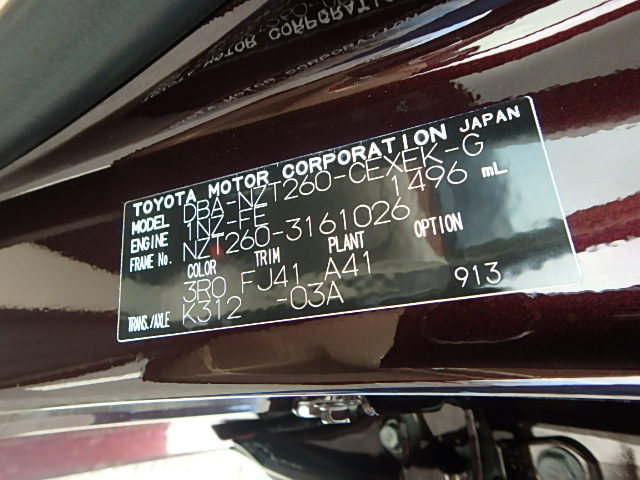 TOYOTA MOTOR CORPORATION JAPAN
MODEL DBA-NZT260-CEXEK-G
ENGINE 1NZ-FE 1496 mL
FRAME No. NZT260-3161026
COLOR TRIM PLANT OPTION
3R0 FJ41 A41
TRANS./AXLE K312 -03A 913